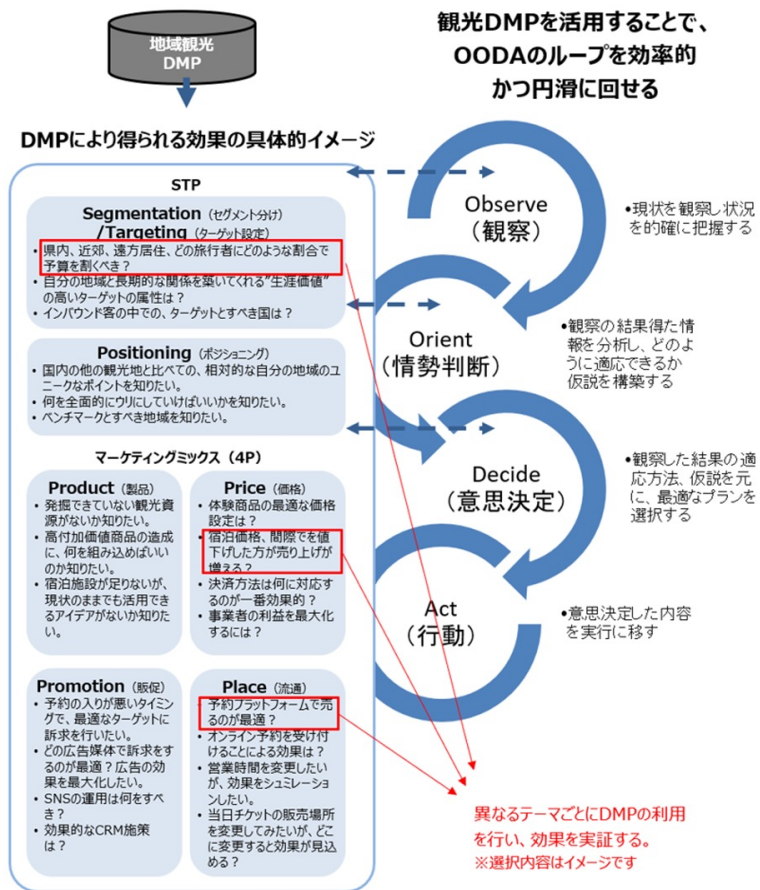 地域観光
DMP
観光DMPを活用することで、
OODAのループを効率的
かつ円滑に回せる
DMPにより得られる効果の具体的イメージ
STP
Segmentation（セグメント分け）
/Targeting（ターゲット設定）
• 県内、近郊、遠方居住、どの旅行者にどのような割合で
予算を割くべき？
• 自分の地域と長期的な関係を築いてくれる”生涯価値”
の高いターゲットの属性は？
• インバウンド客の中での、ターゲットとすべき国は？
Positioning（ポジショニング）
• 国内の他の観光地と比べての、相対的な自分の地域のユ
ニークなポイントを知りたい。
• 何を全面的にウリにしていけばいいかを知りたい。
• ベンチマークとすべき地域を知りたい。
マーケティングミックス（4P）
Product（製品）
• 発掘できていない観光資
源がないか知りたい。
• 高付加価値商品の造成
に、何を組み込めばいい
のか知りたい。
• 宿泊施設が足りないが、
現状のままでも活用でき
るアイデアがないか知りた
い。
Price（価格）
• 体験商品の最適な価格
設定は？
• 宿泊価格、間際でを値
下げした方が売り上げが
増える？
• 決済方法は何に対応す
るのが一番効果的？
• 事業者の利益を最大化
するには？
Promotion（販促）
• 予約の入りが悪いタイミン
グで、最適なターゲットに
訴求を行いたい。
• どの広告媒体で訴求をす
るのが最適？広告の効果
を最大化したい。
• SNSの運用は何をすべ
き？
• 効果的なCRM施策
は？
Place（流通）
• 予約プラットフォームで売
るのが最適？
• オンライン予約を受け付
けることによる効果は？
• 営業時間を変更したい
が、効果をシュミレーショ
ンしたい。
• 当日チケットの販売場所
を変更してみたいが、どこ
に変更すると効果が見込
める？
Observe
（観察）
•現状を観察し状況
を的確に把握する
Orient
（情勢判断）
•観察の結果得た情
報を分析し、どのよ
うに適応できるか
仮説を構築する
Decide
（意思決定）
•観察した結果の適
応方法、仮説を元
に、最適なプランを
選択する
Act
（行動）
•意思決定した内容
を実行に移す
異なるテーマごとにDMPの利用
を行い、効果を実証する。
※選択内容はイメージです